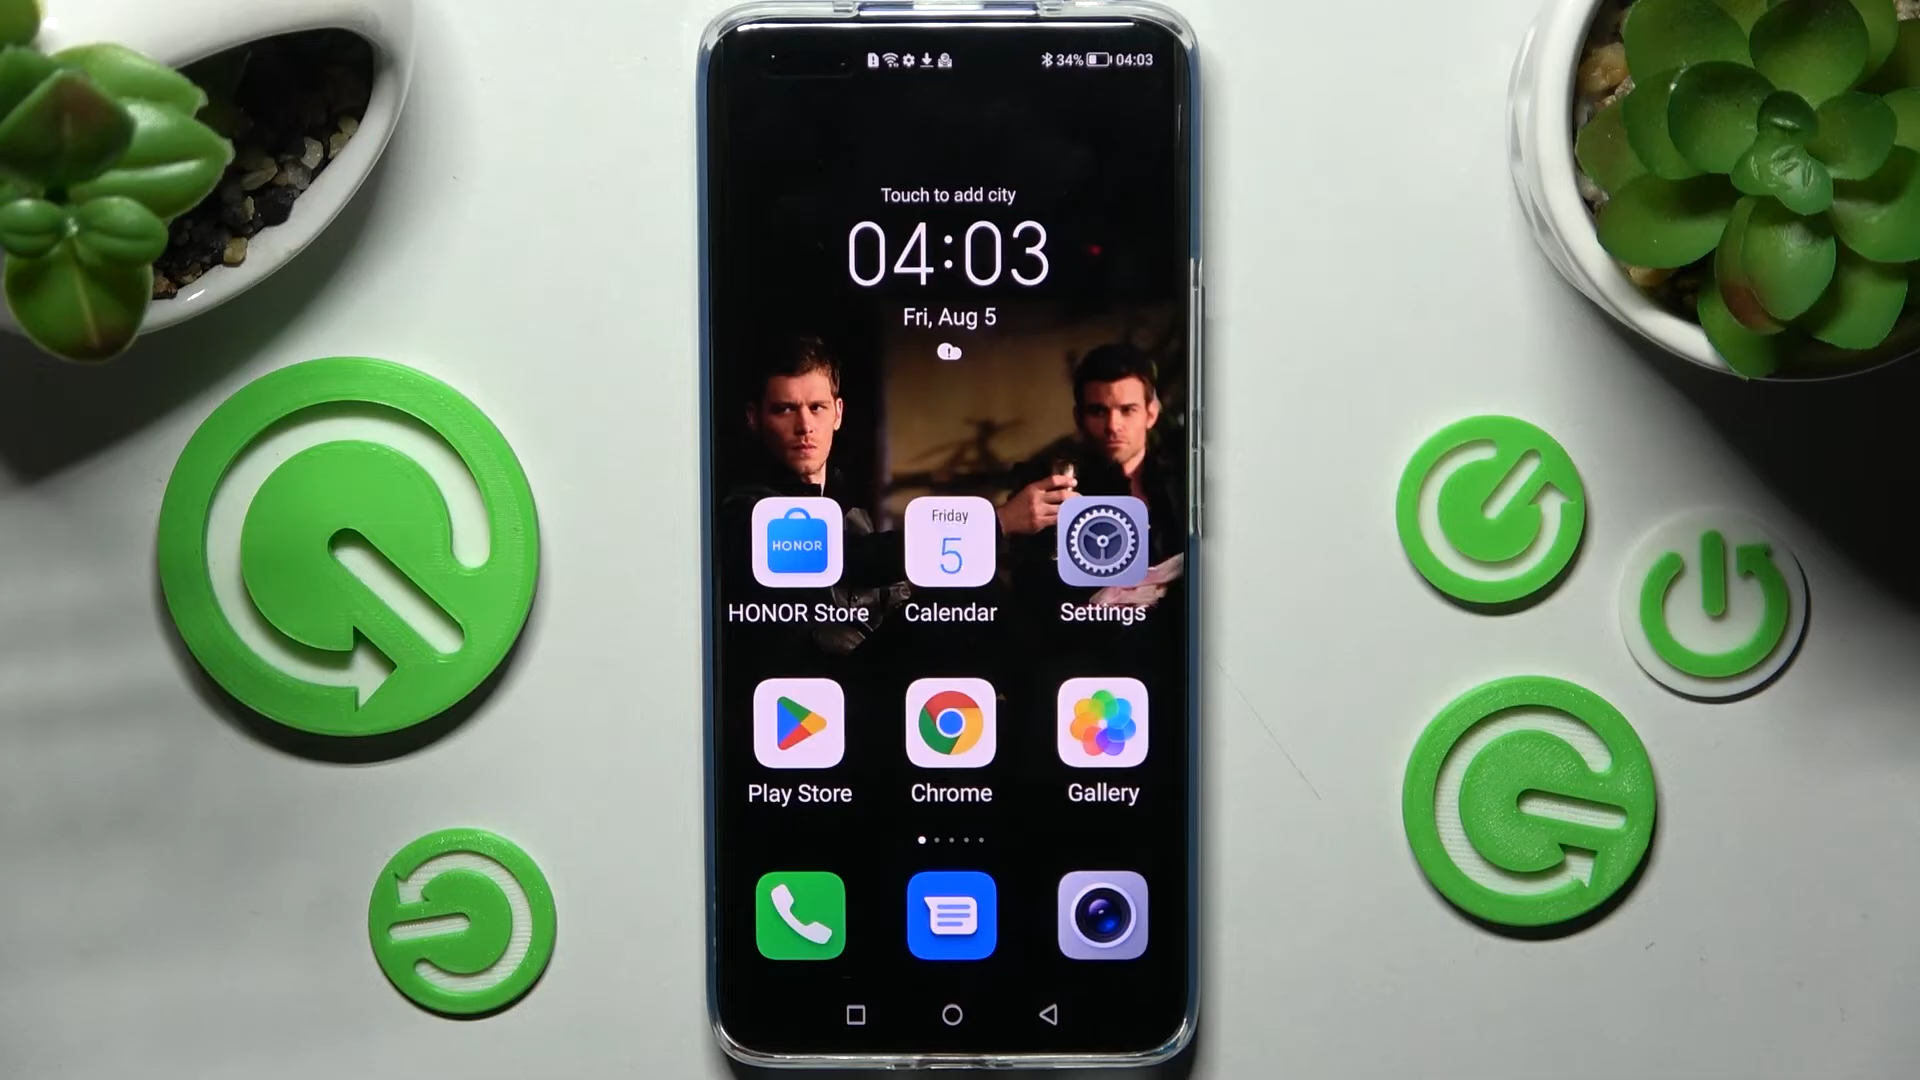 34% 04:03
Touch to add city
04:03
Fri, Aug 5
HONOR
Friday
5
HONOR Store Calendar Settings
Play Store Chrome Gallery